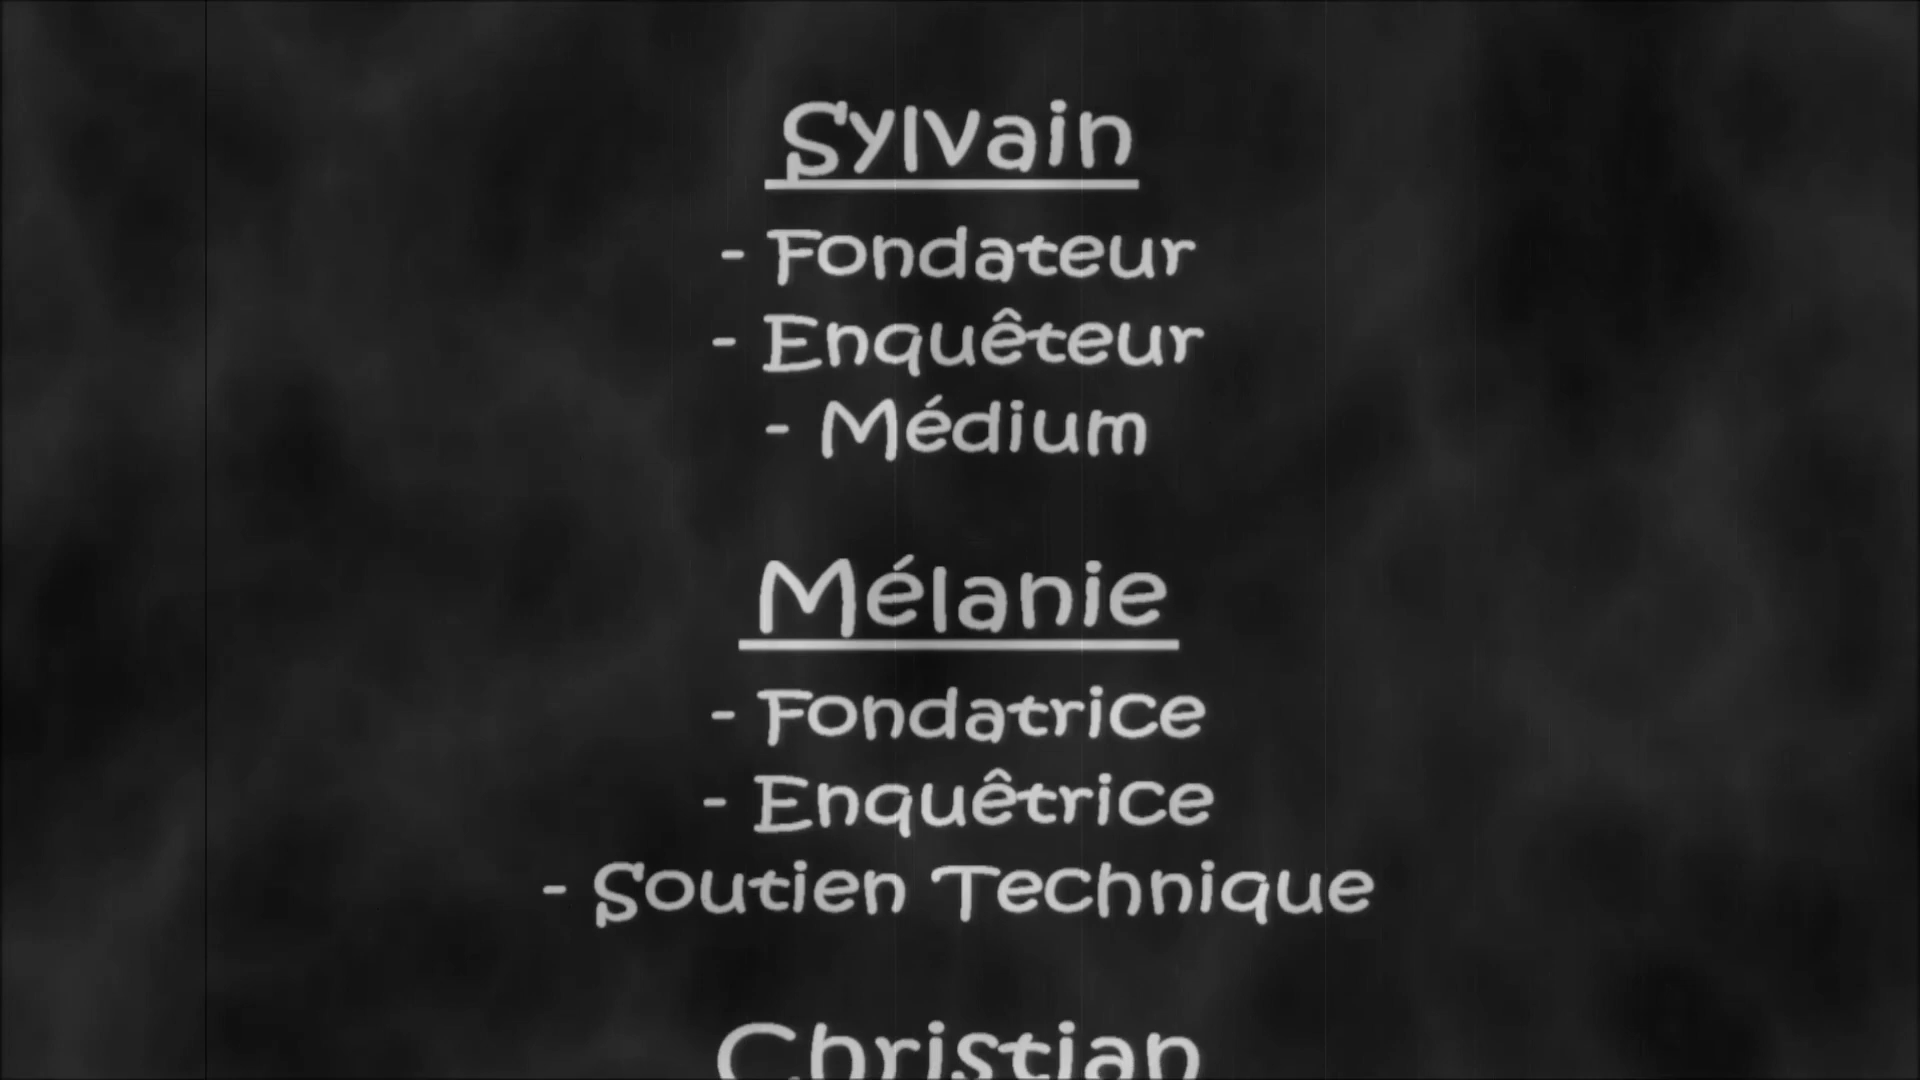 Sylvain
- Fondateur
- Enquêteur
- Médium
Mélanie
- Fondatrice
- Enquêtrice
- Soutien Technique
Christian